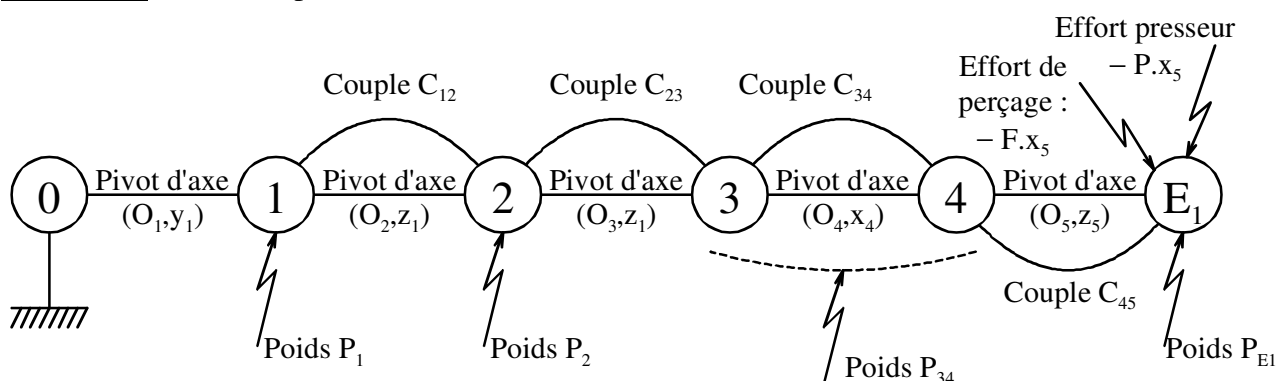 Effort presseur
– P.x₅
Effort de
perçage :
– F.x₅
Couple C₁₂
Couple C₂₃
Couple C₃₄
0
Pivot d'axe
(O₁,y₁)
1
Pivot d'axe
(O₂,z₁)
2
Pivot d'axe
(O₃,z₁)
3
Pivot d'axe
(O₄,x₄)
4
Pivot d'axe
(O₅,z₅)
E₁
Couple C₄₅
Poids P₁
Poids P₂
Poids P₃₄
Poids P_E1